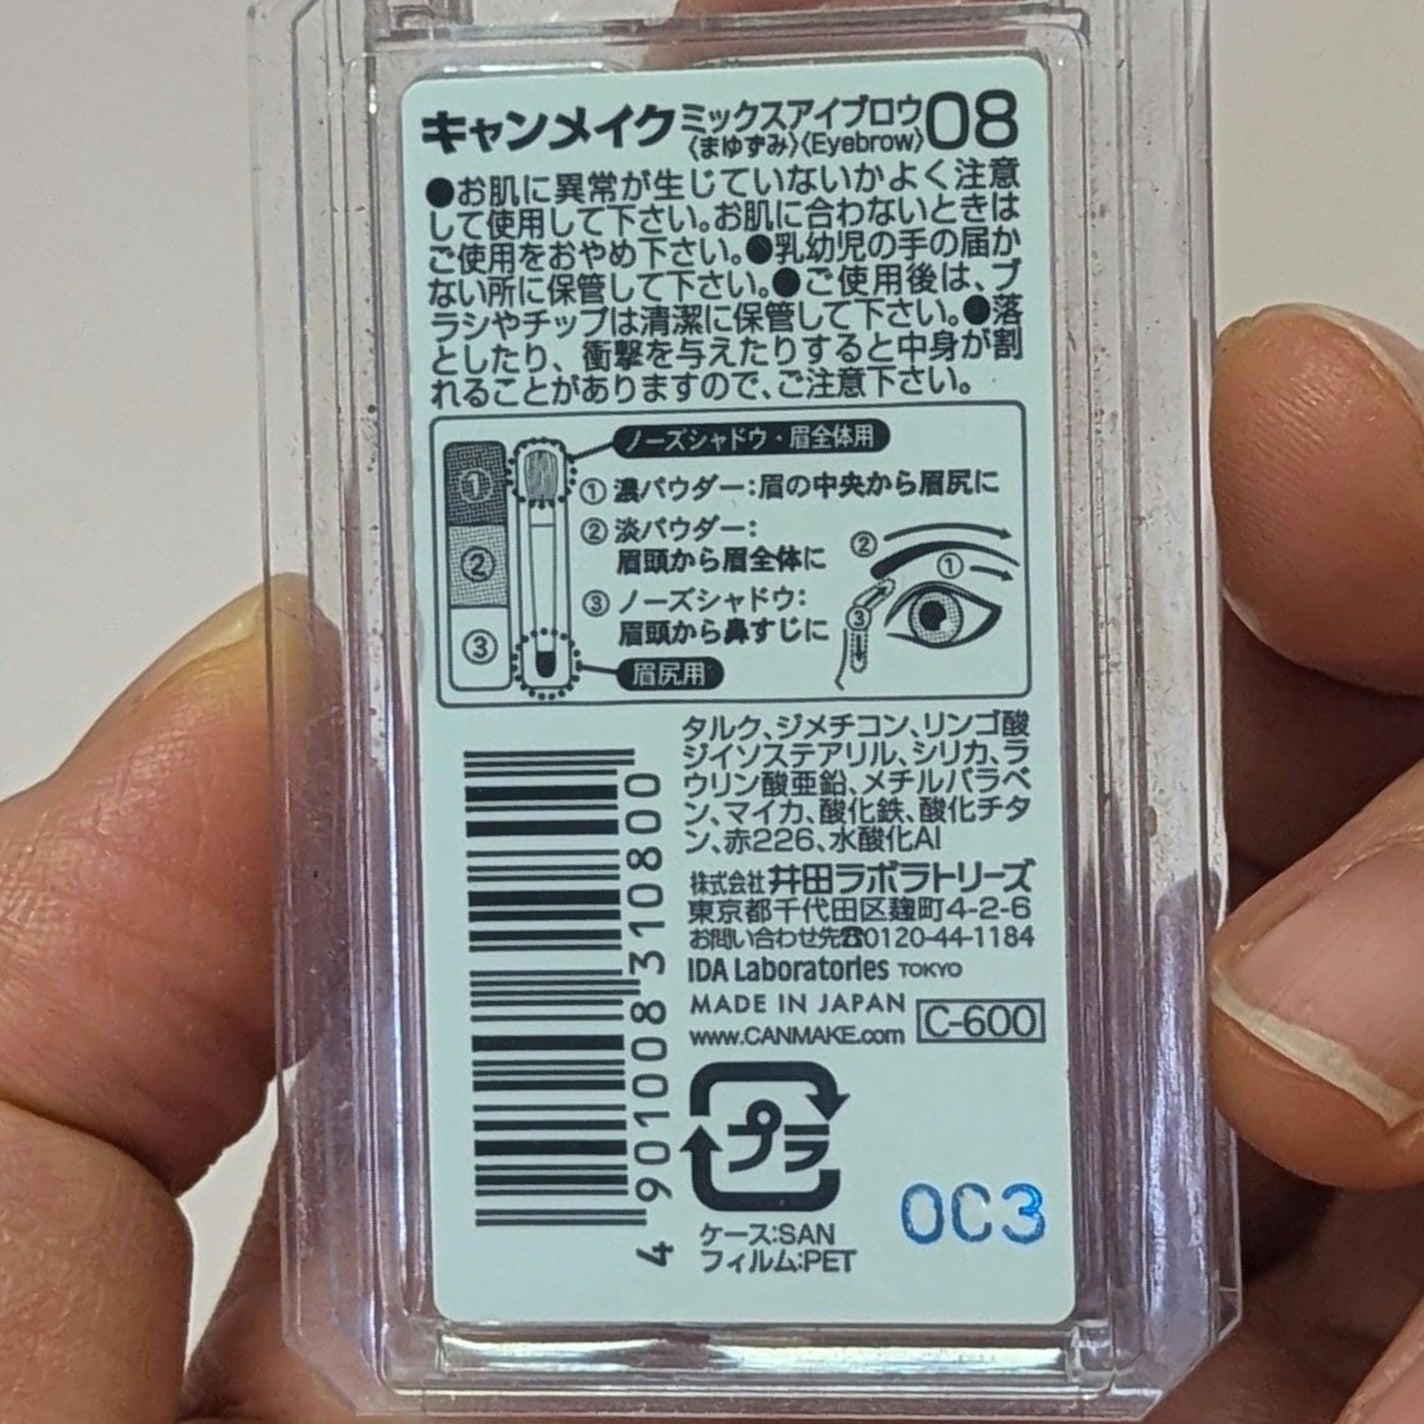 キャンメイク ミックスアイブロウ 08
〈まゆずみ〉〈Eyebrow〉
●お肌に異常が生じていないかよく注意
して使用して下さい。お肌に合わないときは
ご使用をおやめ下さい。●乳幼児の手の届か
ない所に保管して下さい。●ご使用後は、ブ
ラシやチップは清潔に保管して下さい。●落
としたり、衝撃を与えたりすると中身が割
れることがありますので、ご注意下さい。
ノーズシャドウ・眉全体用
① 濃パウダー:眉の中央から眉尻に
② 淡パウダー:
眉頭から眉全体に
③ ノーズシャドウ:
眉頭から鼻すじに
眉尻用
①
②
③
②
①
③
タルク、ジメチコン、リンゴ酸
ジイソステアリル、シリカ、ラ
ウリン酸亜鉛、メチルパラベ
ン、マイカ、酸化鉄、酸化チタ
ン、赤226、水酸化Al
株式会社 井田ラボラトリーズ
東京都千代田区麹町4-2-6
お問い合わせ先☎0120-44-1184
IDA Laboratories TOKYO
MADE IN JAPAN
www.CANMAKE.com C-600
4 901008 310800
プラ
ケース:SAN
フィルム:PET
0C3